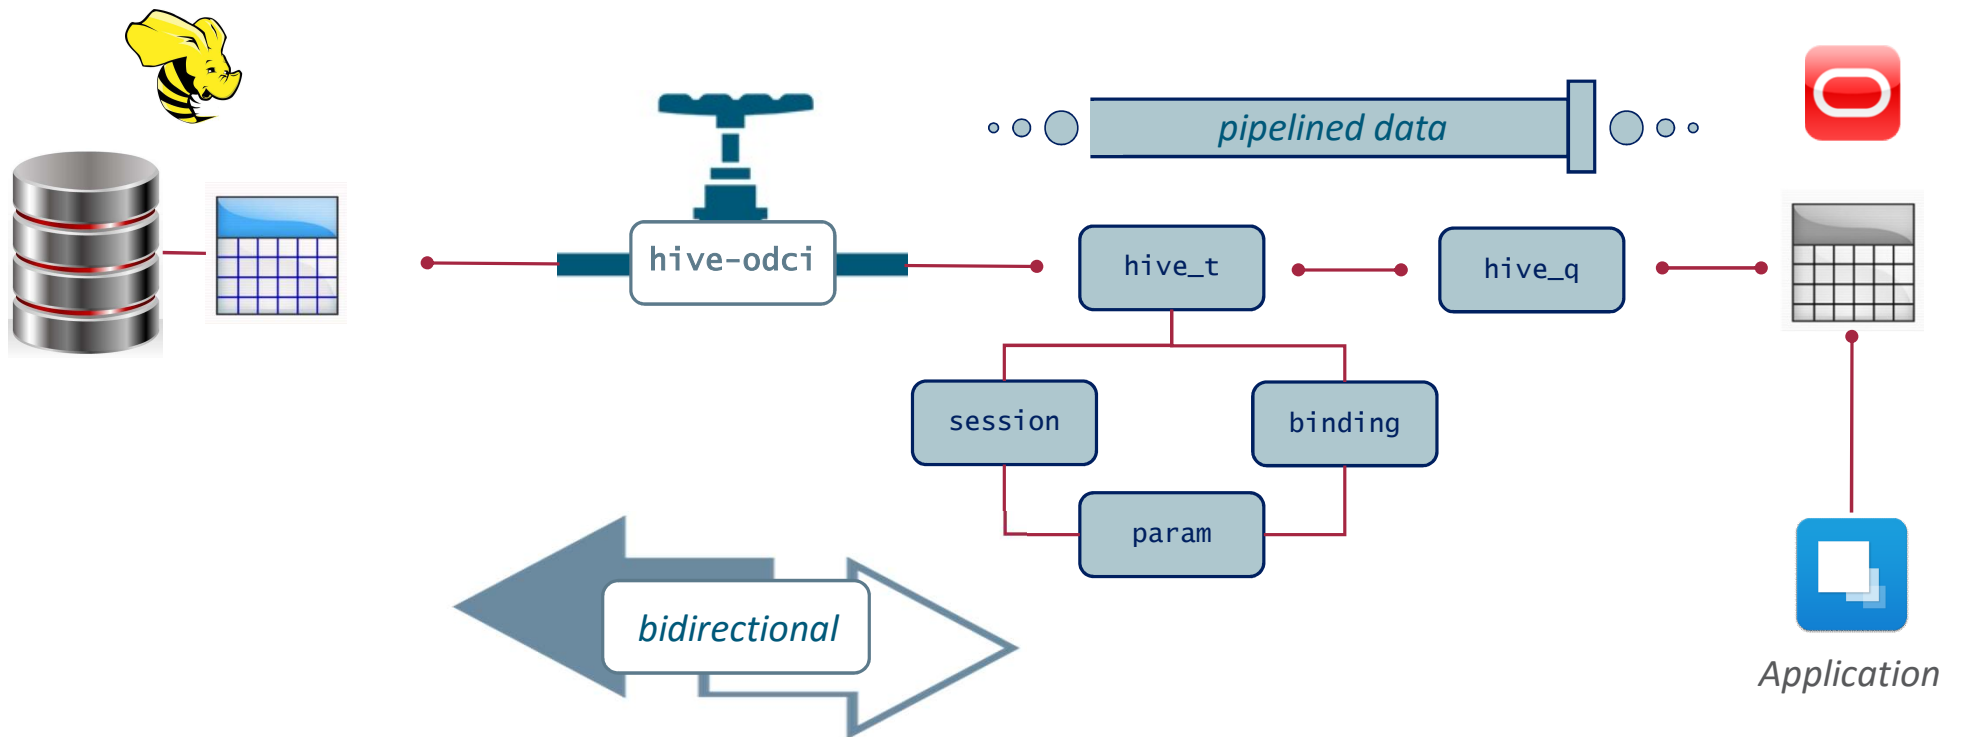 pipelined data
hive-odci
hive_t
hive_q
session
binding
param
bidirectional
Application